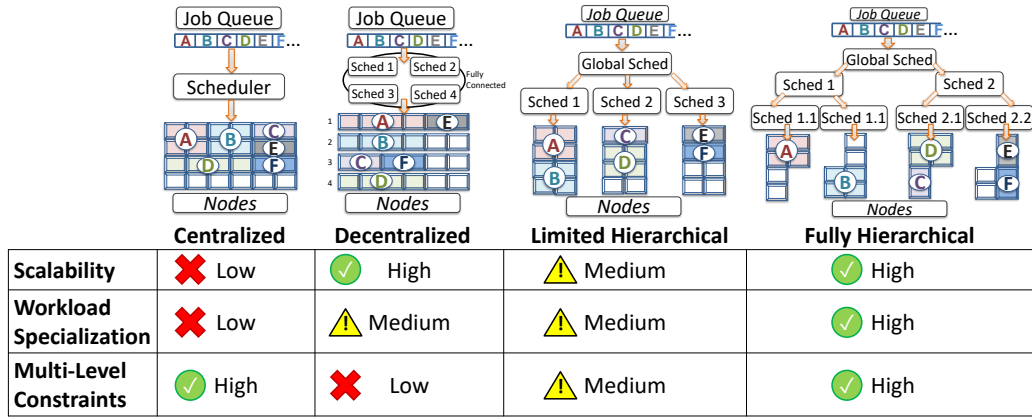 Job Queue
A B C D E F...
Scheduler
A B C
E
D F
Nodes
Centralized
Job Queue
A B C D E F...
Sched 1 Sched 2
Fully
Connected
Sched 3 Sched 4
1 A E
2 B
3 C F
4 D
Nodes
Decentralized
Job Queue
A B C D E F...
Global Sched
Sched 1 Sched 2 Sched 3
A C E
D F
B
Nodes
Limited Hierarchical
Job Queue
A B C D E F...
Global Sched
Sched 1 Sched 2
Sched 1.1 Sched 1.1 Sched 2.1 Sched 2.2
A D E
B C F
Nodes
Fully Hierarchical
Scalability Low High ! Medium High
Workload
Specialization Low ! Medium ! Medium High
Multi-Level
Constraints High Low ! Medium High